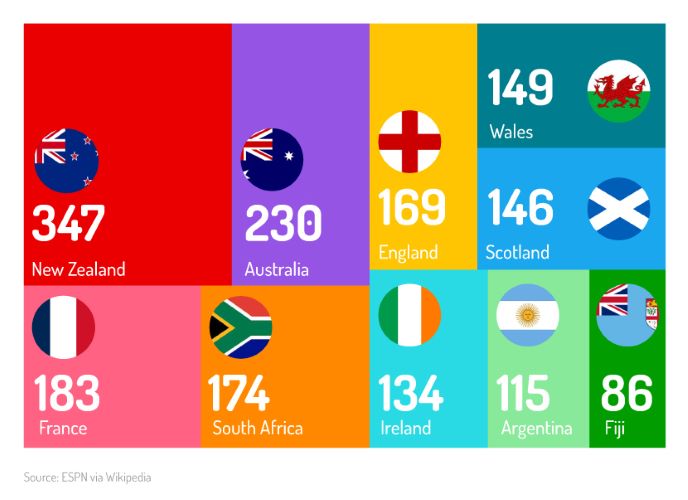 347
New Zealand
230
Australia
169
England
149
Wales
146
Scotland
183
France
174
South Africa
134
Ireland
115
Argentina
86
Fiji
Source: ESPN via Wikipedia